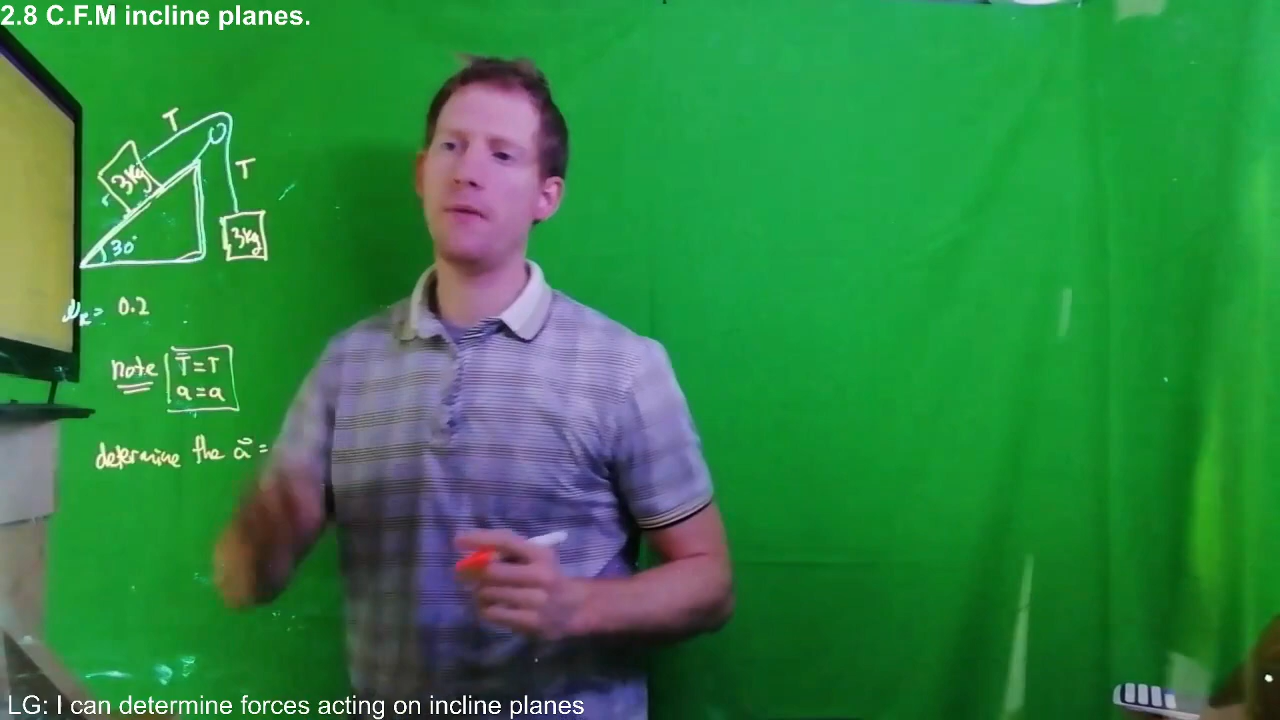 2.8 C.F.M incline planes.
T
T
3kg
3kg
30°
μk = 0.2
note T = T
a = a
determine the a⃗ =
LG: I can determine forces acting on incline planes